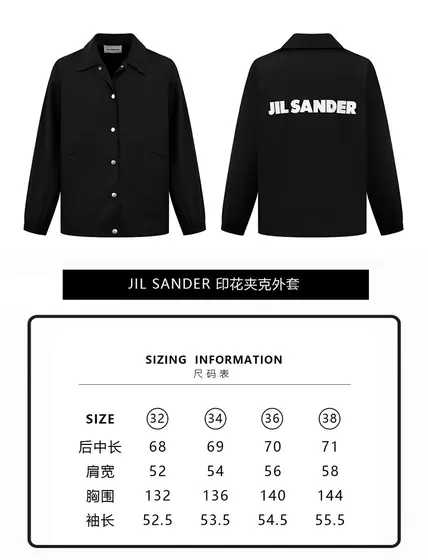 JIL SANDER
JIL SANDER 印花夹克外套
SIZING INFORMATION
尺码表
SIZE 32 34 36 38
后中长 68 69 70 71
肩宽 52 54 56 58
胸围 132 136 140 144
袖长 52.5 53.5 54.5 55.5